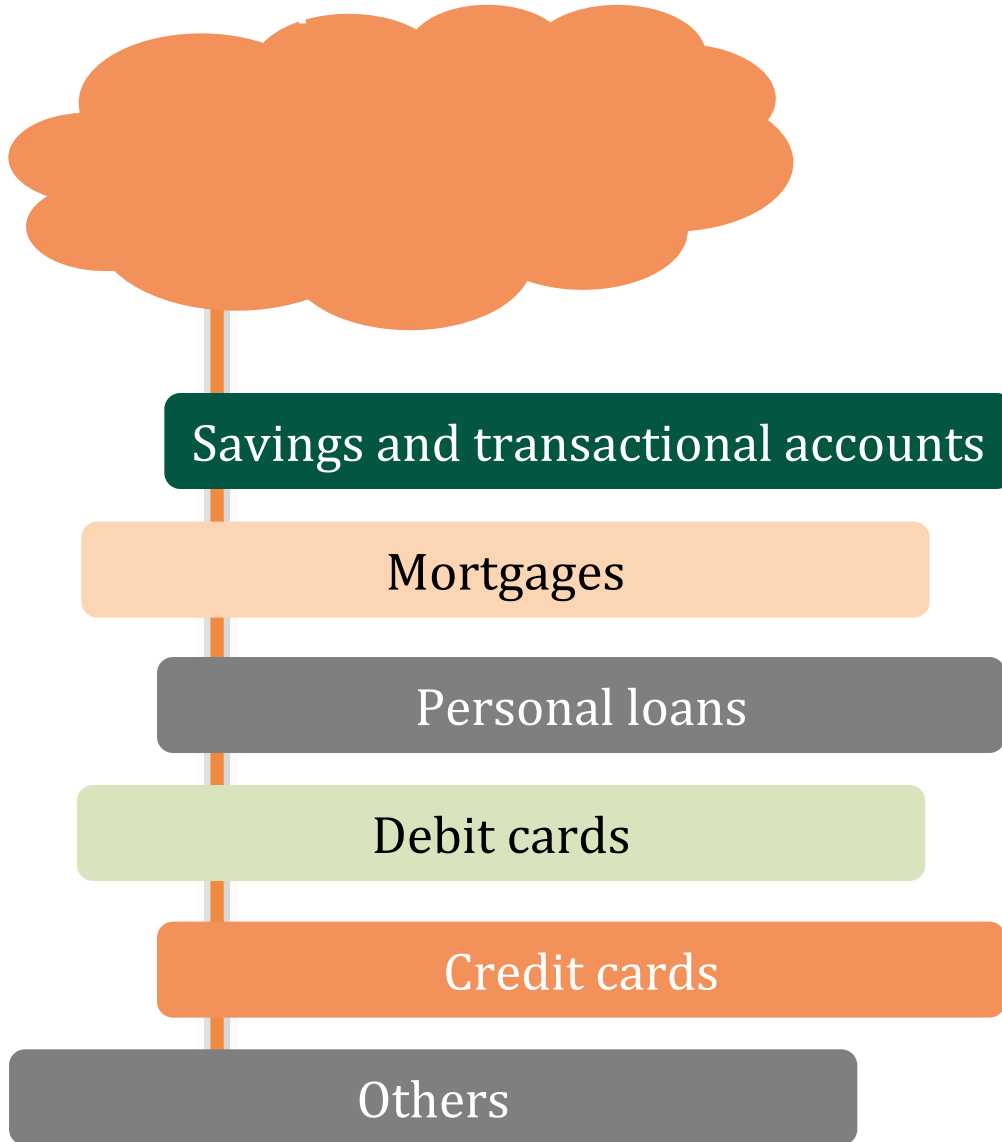 Savings and transactional accounts
Mortgages
Personal loans
Debit cards
Credit cards
Others